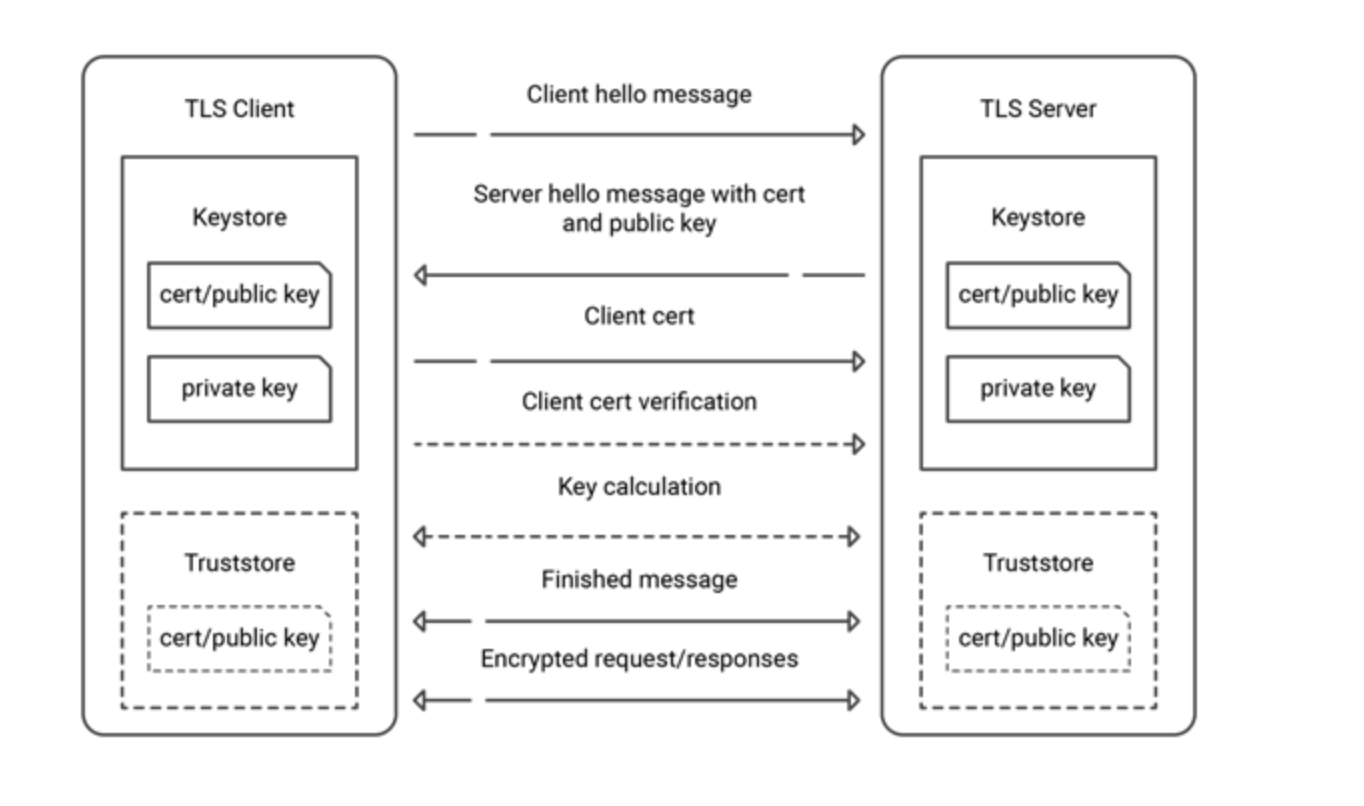 TLS Client
Keystore
cert/public key
private key
Truststore
cert/public key
Client hello message
Server hello message with cert
and public key
Client cert
Client cert verification
Key calculation
Finished message
Encrypted request/responses
TLS Server
Keystore
cert/public key
private key
Truststore
cert/public key